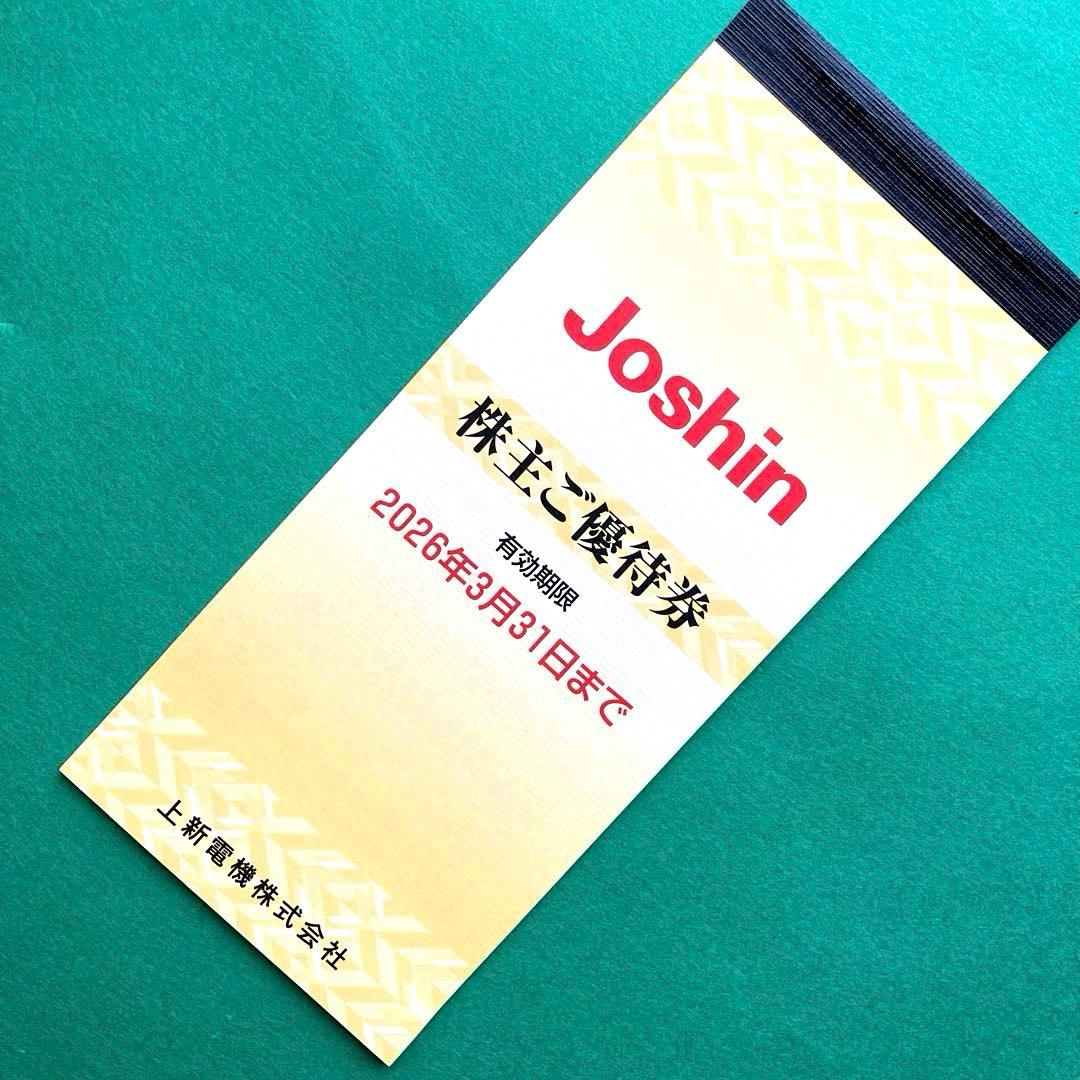 Joshin
株主ご優待券
有効期限
2026年3月31日まで
上新電機株式会社